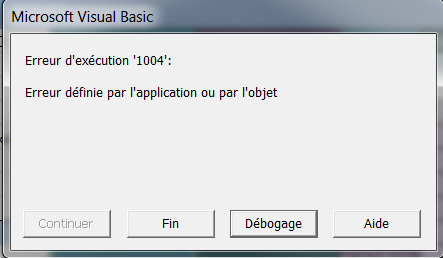 Microsoft Visual Basic
Erreur d'exécution '1004':
Erreur définie par l'application ou par l'objet
Continuer Fin Débogage Aide